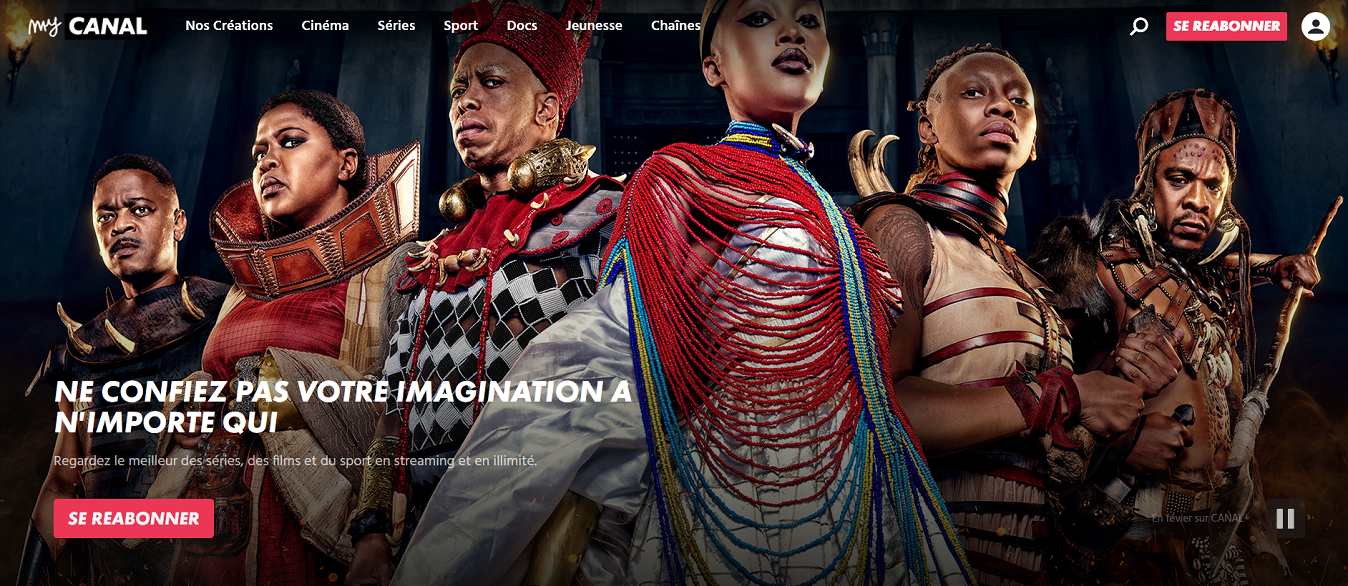 my CANAL
Nos Créations
Cinéma
Séries
Sport
Docs
Jeunesse
Chaînes
SE REABONNER
NE CONFIEZ PAS VOTRE IMAGINATION A
N'IMPORTE QUI
Regardez le meilleur des séries, des films et du sport en streaming et en illimité.
SE REABONNER
En févier sur CANAL+